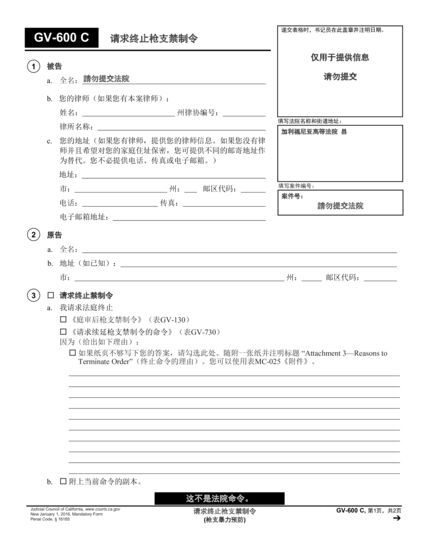 GV-600 C 请求终止枪支禁制令
递交表格时，书记员在此盖章并注明日期。
仅用于提供信息
请勿提交
填写法院名称和街道地址：
加利福尼亚高等法院 县
填写案件编号：
案件号：
請勿提交法院
1 被告
a. 全名：請勿提交法院
b. 您的律师（如果您有本案律师）：
姓名： 州律协编号：
律所名称：
c. 您的地址（如果您有律师，提供您的律师信息。如果您没有律
师并且希望对您的家庭住址保密，您可提供不同的邮寄地址作
为替代。您不必提供电话、传真或电子邮箱。）
地址：
市： 州： 邮区代码：
电话： 传真：
电子邮箱地址：
2 原告
a. 全名：
b. 地址（如已知）：
市： 州： 邮区代码：
3 □ 请求终止禁制令
a. 我请求法庭终止
□ 《庭审后枪支禁制令》（表GV-130）
□ 《请求续延枪支禁制令的命令》（表GV-730）
因为（给出如下理由）：
□ 如果纸页不够写下您的答案，请勾选此处。随附一张纸并注明标题 “Attachment 3—Reasons to
Terminate Order”（终止命令的理由）。您可以使用表MC-025《附件》。
b. □ 附上当前命令的副本。
这不是法院命令。
Judicial Council of California, www.courts.ca.gov
New January 1, 2016, Mandatory Form
Penal Code, § 18185
请求终止枪支禁制令
(枪支暴力预防)
GV-600 C, 第1页，共2页
➔